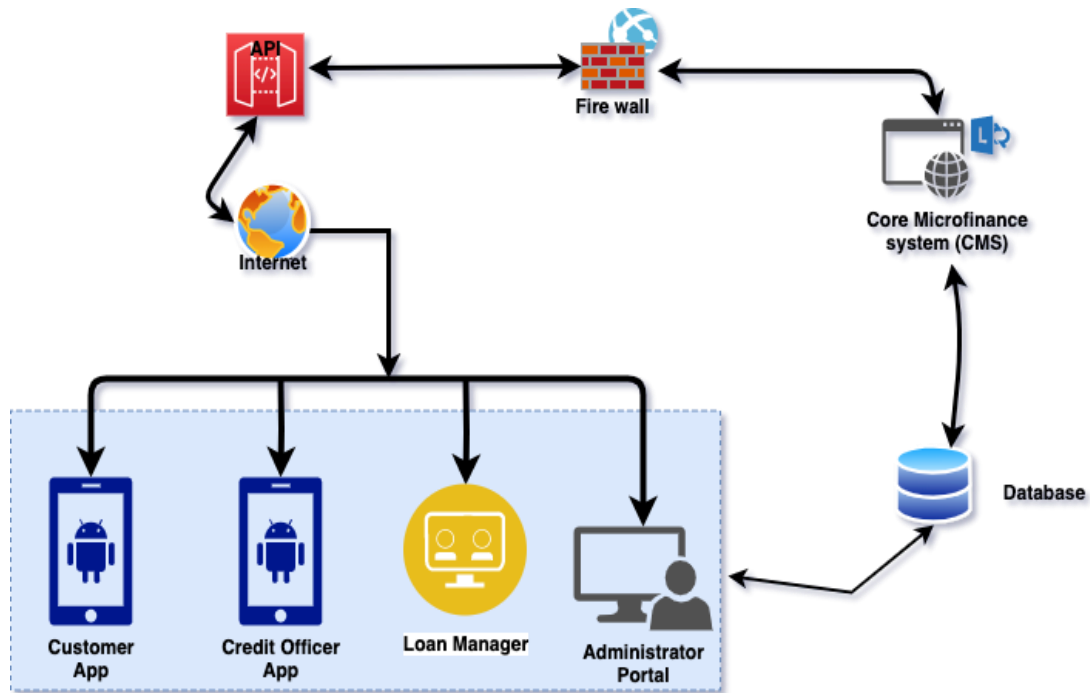 API
Fire wall
L
Core Microfinance
system (CMS)
Internet
Database
Customer
App
Credit Officer
App
Loan Manager
Administrator
Portal